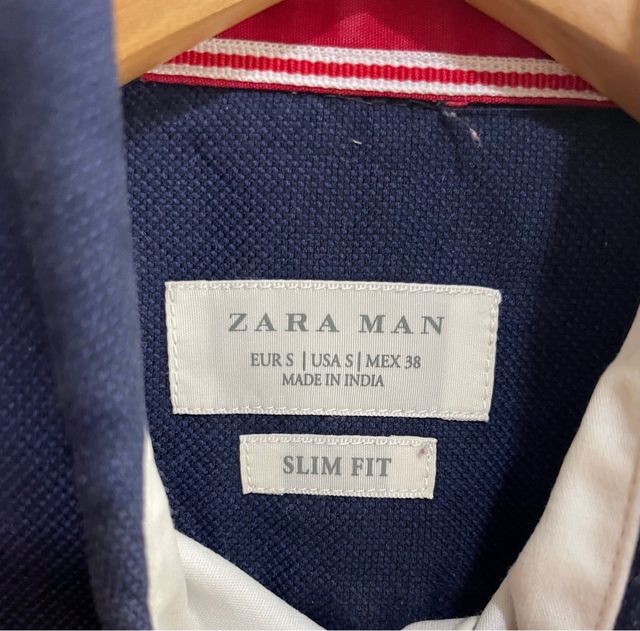 ZARA MAN
EUR S | USA S | MEX 38
MADE IN INDIA
SLIM FIT